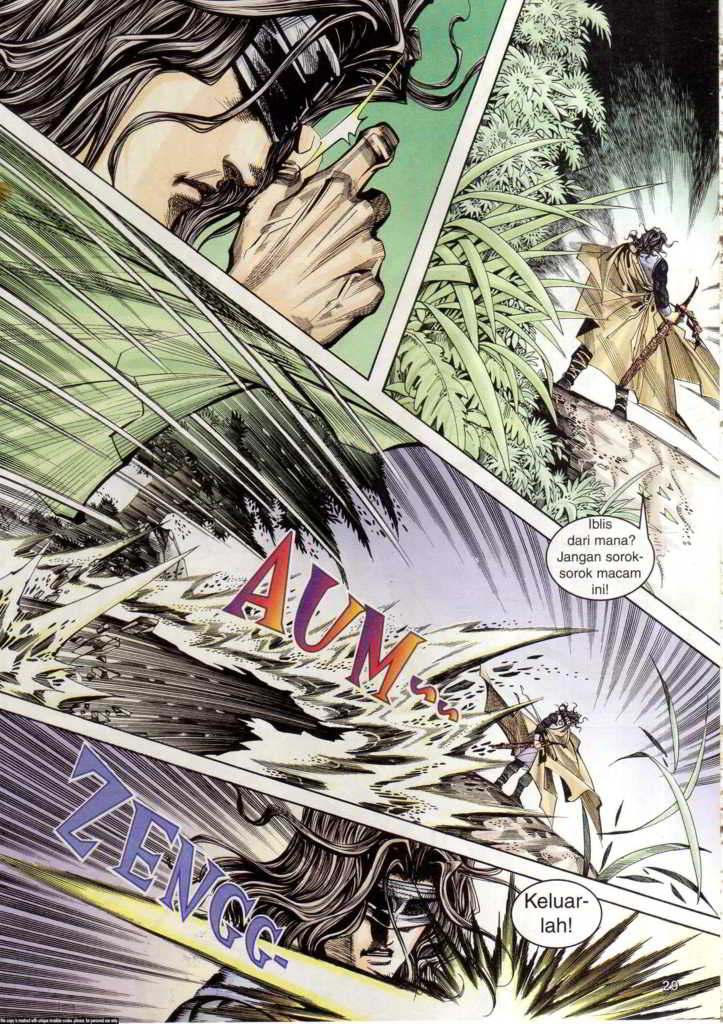 Iblis
dari mana?
Jangan sorok-
sorok macam
ini!
AUM~~
ZENGG-
Keluar-
lah!
20